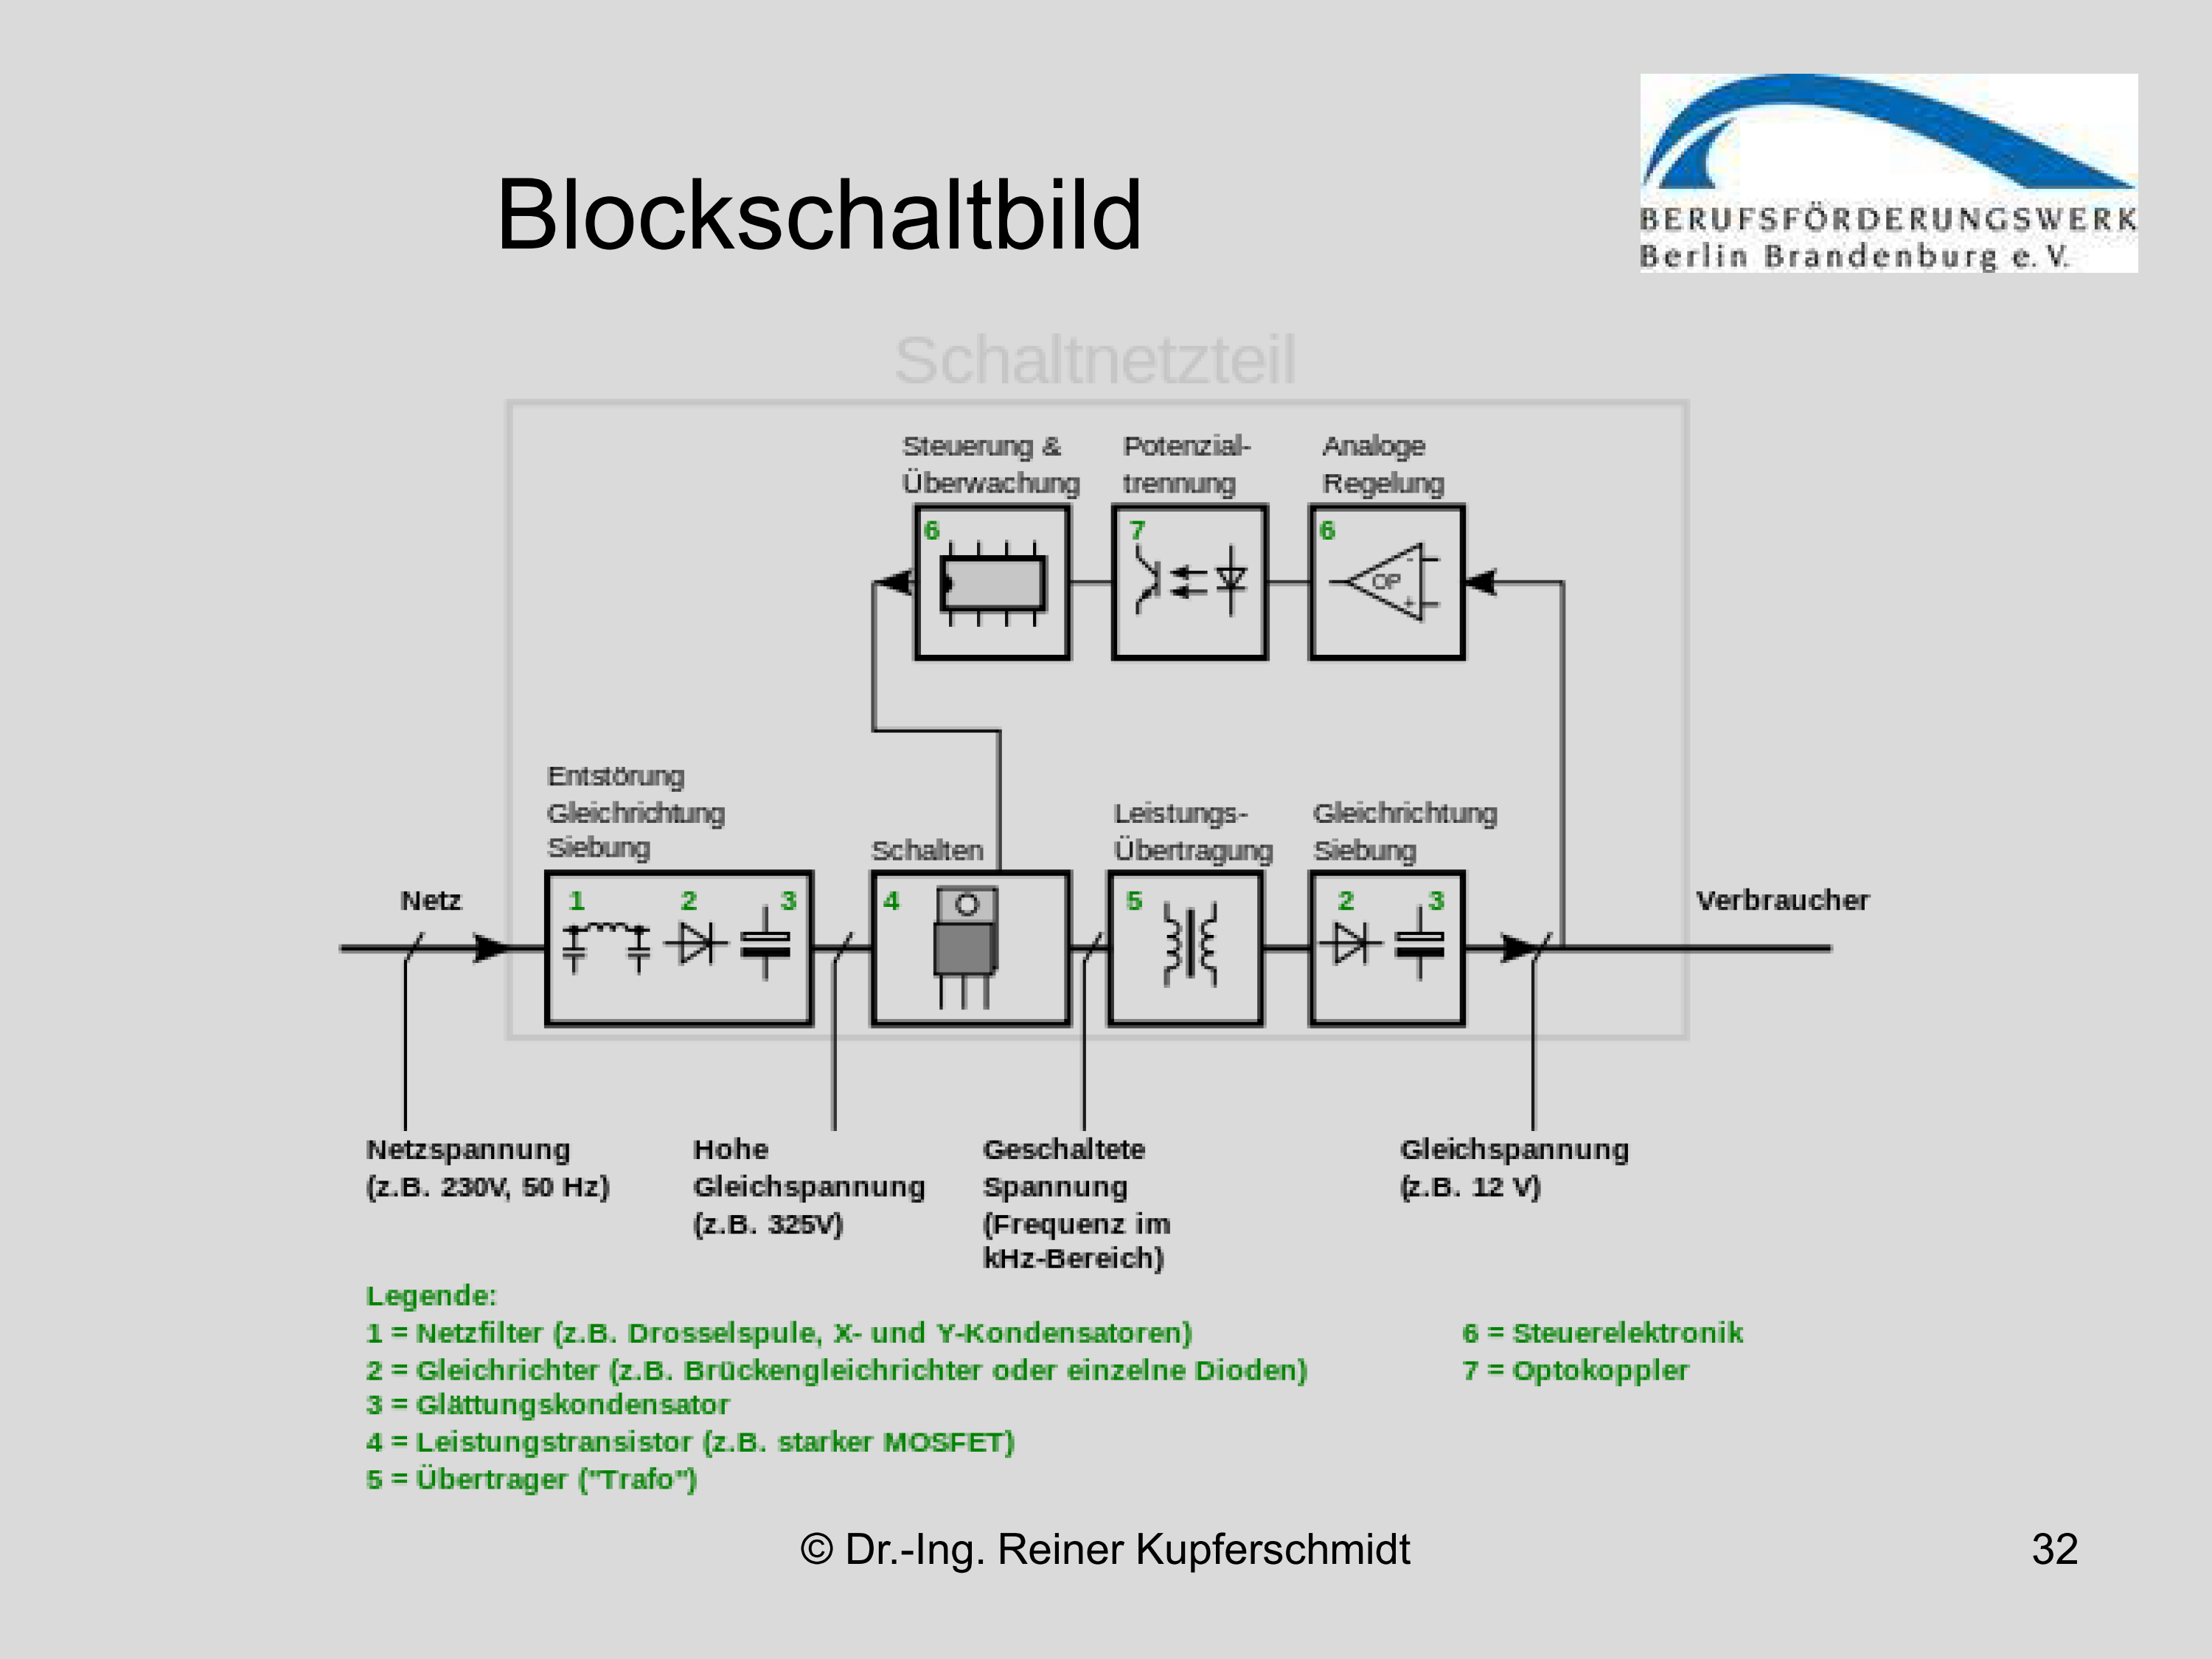 Blockschaltbild
BERUFSFÖRDERUNGSWERK
Berlin Brandenburg e. V.
Schaltnetzteil
Steuerung &
Überwachung
Potenzial-
trennung
Analoge
Regelung
6
7
6
OP
-
+
Entstörung
Gleichrichtung
Siebung
Schalten
Leistungs-
Übertragung
Gleichrichtung
Siebung
Netz
1 2 3
4
5
2 3
Verbraucher
Netzspannung
(z.B. 230V, 50 Hz)
Hohe
Gleichspannung
(z.B. 325V)
Geschaltete
Spannung
(Frequenz im
kHz-Bereich)
Gleichspannung
(z.B. 12 V)
Legende:
1 = Netzfilter (z.B. Drosselspule, X- und Y-Kondensatoren)
2 = Gleichrichter (z.B. Brückengleichrichter oder einzelne Dioden)
3 = Glättungskondensator
4 = Leistungstransistor (z.B. starker MOSFET)
5 = Übertrager ("Trafo")
6 = Steuerelektronik
7 = Optokoppler
© Dr.-Ing. Reiner Kupferschmidt
32